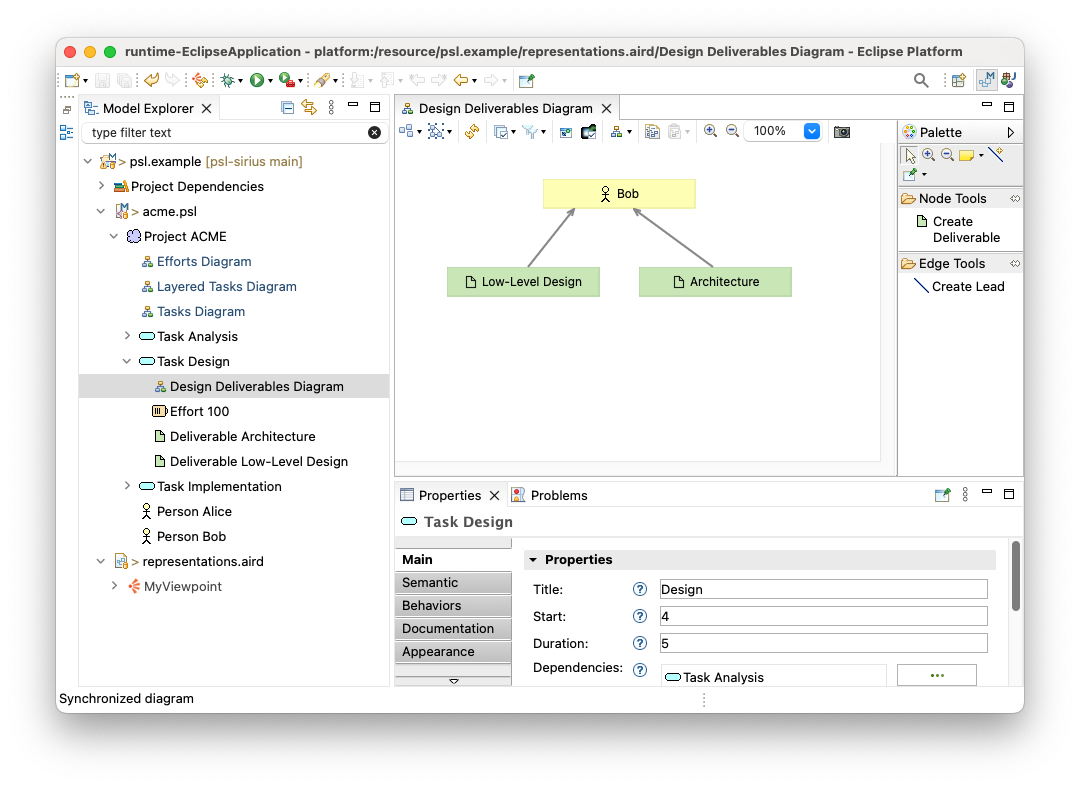 runtime-EclipseApplication - platform:/resource/psl.example/representations.aird/Design Deliverables Diagram - Eclipse Platform
Model Explorer
type filter text
> psl.example [psl-sirius main]
Project Dependencies
> acme.psl
Project ACME
Efforts Diagram
Layered Tasks Diagram
Tasks Diagram
Task Analysis
Task Design
Design Deliverables Diagram
Effort 100
Deliverable Architecture
Deliverable Low-Level Design
Task Implementation
Person Alice
Person Bob
> representations.aird
MyViewpoint
Design Deliverables Diagram
100%
Bob
Low-Level Design
Architecture
Palette
Node Tools
Create
Deliverable
Edge Tools
Create Lead
Properties
Problems
Task Design
Main
Semantic
Behaviors
Documentation
Appearance
Properties
Title: ? Design
Start: ? 4
Duration: ? 5
Dependencies: ? Task Analysis ...
Synchronized diagram